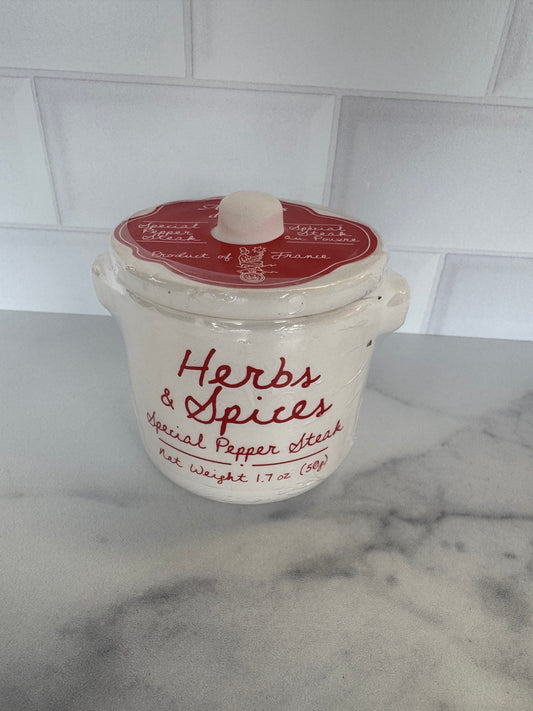 Special
Pepper
Steak
Spécial
Steak
au Poivre
Product of France
Herbs
& Spices
Special Pepper Steak
Net Weight 1.7 oz (50g)